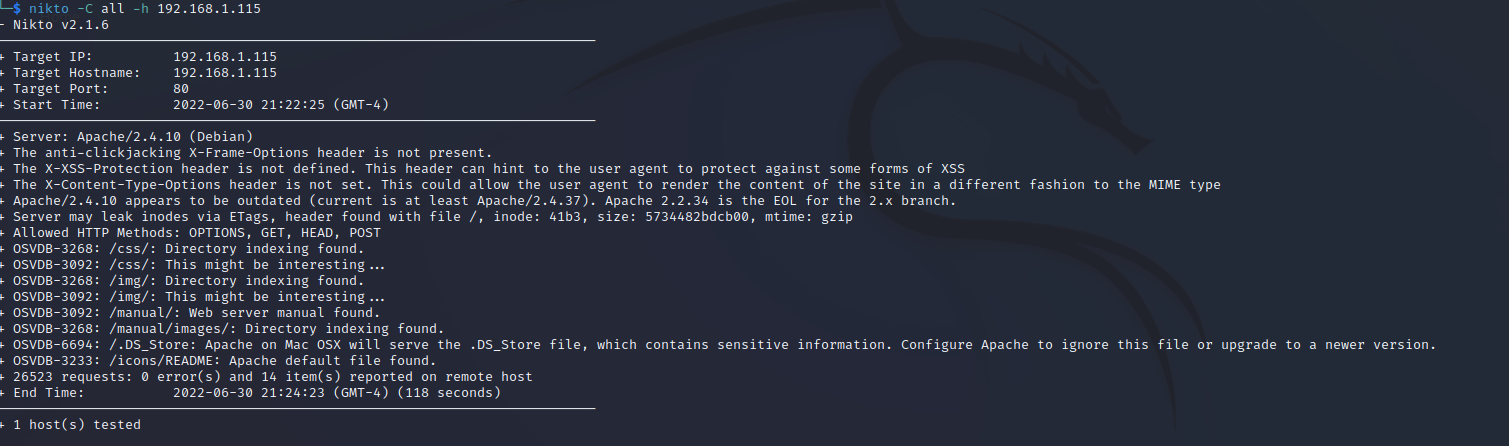 └─$ nikto -C all -h 192.168.1.115
- Nikto v2.1.6
+ Target IP:          192.168.1.115
+ Target Hostname:    192.168.1.115
+ Target Port:        80
+ Start Time:         2022-06-30 21:22:25 (GMT-4)
+ Server: Apache/2.4.10 (Debian)
+ The anti-clickjacking X-Frame-Options header is not present.
+ The X-XSS-Protection header is not defined. This header can hint to the user agent to protect against some forms of XSS
+ The X-Content-Type-Options header is not set. This could allow the user agent to render the content of the site in a different fashion to the MIME type
+ Apache/2.4.10 appears to be outdated (current is at least Apache/2.4.37). Apache 2.2.34 is the EOL for the 2.x branch.
+ Server may leak inodes via ETags, header found with file /, inode: 41b3, size: 5734482bdcb00, mtime: gzip
+ Allowed HTTP Methods: OPTIONS, GET, HEAD, POST
+ OSVDB-3268: /css/: Directory indexing found.
+ OSVDB-3092: /css/: This might be interesting...
+ OSVDB-3268: /img/: Directory indexing found.
+ OSVDB-3092: /img/: This might be interesting...
+ OSVDB-3092: /manual/: Web server manual found.
+ OSVDB-3268: /manual/images/: Directory indexing found.
+ OSVDB-6694: /.DS_Store: Apache on Mac OSX will serve the .DS_Store file, which contains sensitive information. Configure Apache to ignore this file or upgrade to a newer version.
+ OSVDB-3233: /icons/README: Apache default file found.
+ 26523 requests: 0 error(s) and 14 item(s) reported on remote host
+ End Time:           2022-06-30 21:24:23 (GMT-4) (118 seconds)
+ 1 host(s) tested